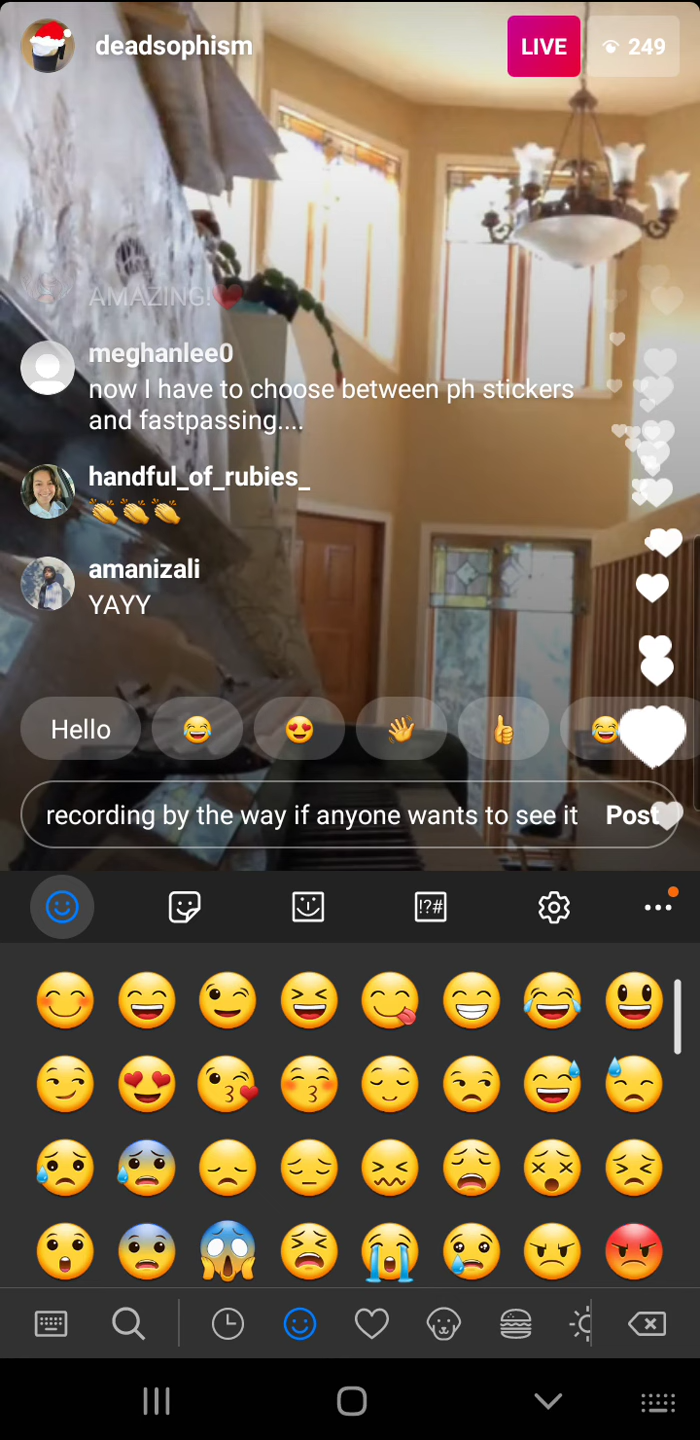 deadsophism
LIVE
249
AMAZING!❤️
meghanlee0
now I have to choose between ph stickers
and fastpassing....
handful_of_rubies_
👏👏👏
amanizali
YAYY
Hello
recording by the way if anyone wants to see it
Post
!?#